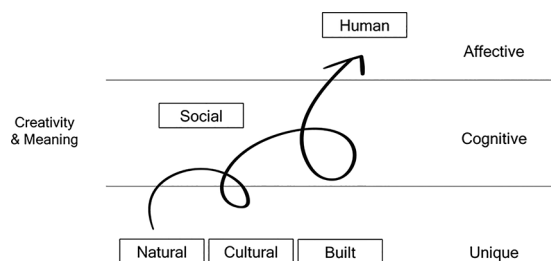 Human
Affective
Social
Creativity
& Meaning
Cognitive
Natural
Cultural
Built
Unique